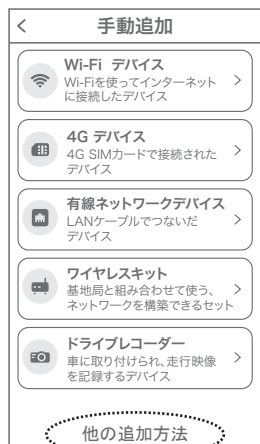 手動追加
Wi-Fi デバイス
Wi-Fiを使ってインターネット
に接続したデバイス
4G デバイス
4G SIMカードで接続された
デバイス
有線ネットワークデバイス
LANケーブルでつないだ
デバイス
ワイヤレスキット
基地局と組み合わせて使う、
ネットワークを構築できるセット
ドライブレコーダー
車に取り付けられ、走行映像
を記録するデバイス
他の追加方法